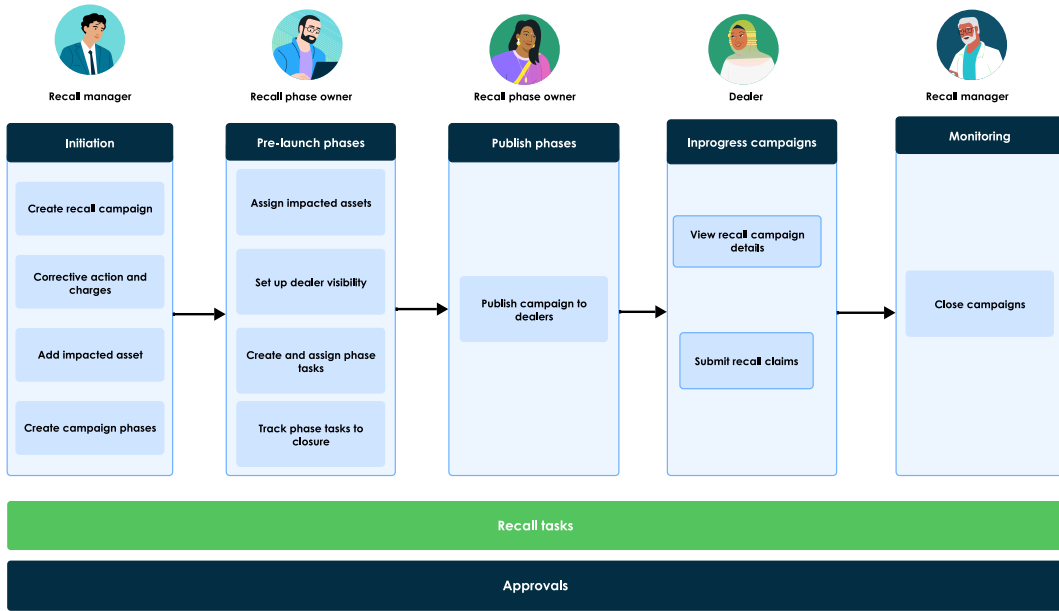 Recall manager
Recall phase owner
Recall phase owner
Dealer
Recall manager
Initiation
Pre-launch phases
Publish phases
Inprogress campaigns
Monitoring
Create recall campaign
Corrective action and
charges
Add impacted asset
Create campaign phases
Assign impacted assets
Set up dealer visibility
Create and assign phase
tasks
Track phase tasks to
closure
Publish campaign to
dealers
View recall campaign
details
Submit recall claims
Close campaigns
Recall tasks
Approvals